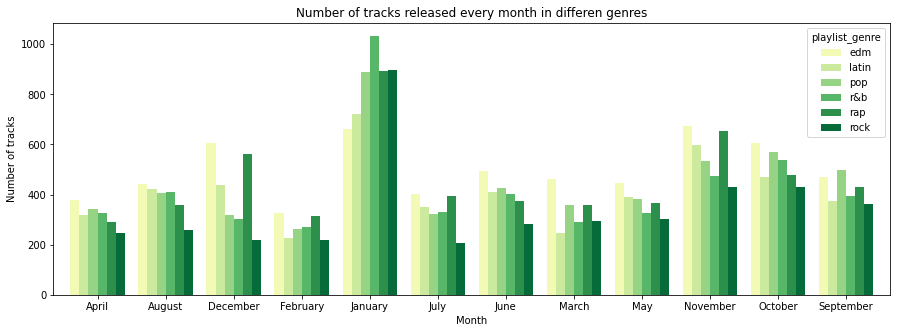 Number of tracks released every month in differen genres
Number of tracks
1000
800
600
400
200
0
playlist_genre
edm
latin
pop
r&b
rap
rock
April August December February January July June March May November October September
Month